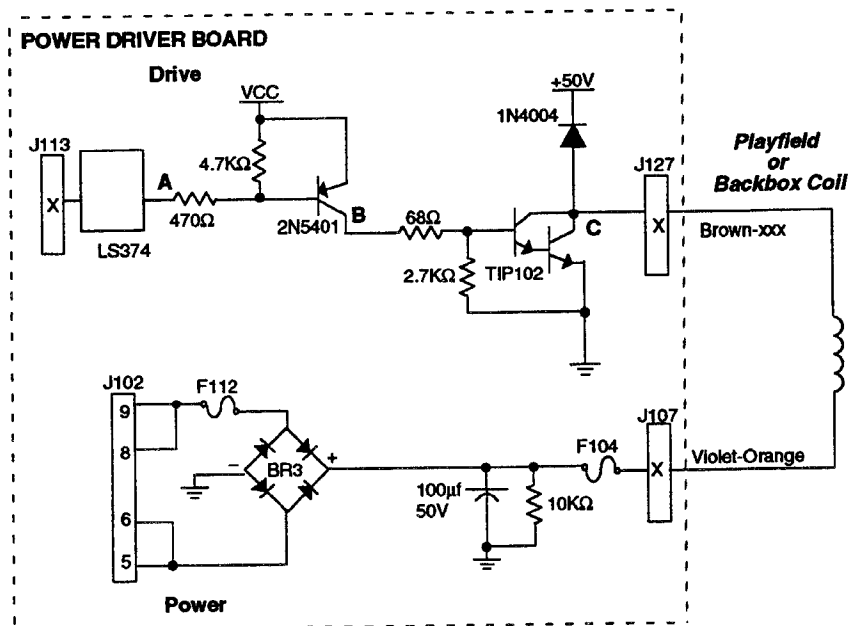 POWER DRIVER BOARD
Drive
+50V
VCC
1N4004
J113
4.7KΩ
J127
Playfield
or
Backbox Coil
A
X
470Ω
2N5401
B
68Ω
C
X
Brown-xxx
LS374
2.7KΩ
TIP102
J102
F112
9
8
6
5
BR3
−
+
100µf
50V
10KΩ
F104
J107
X
Violet-Orange
Power